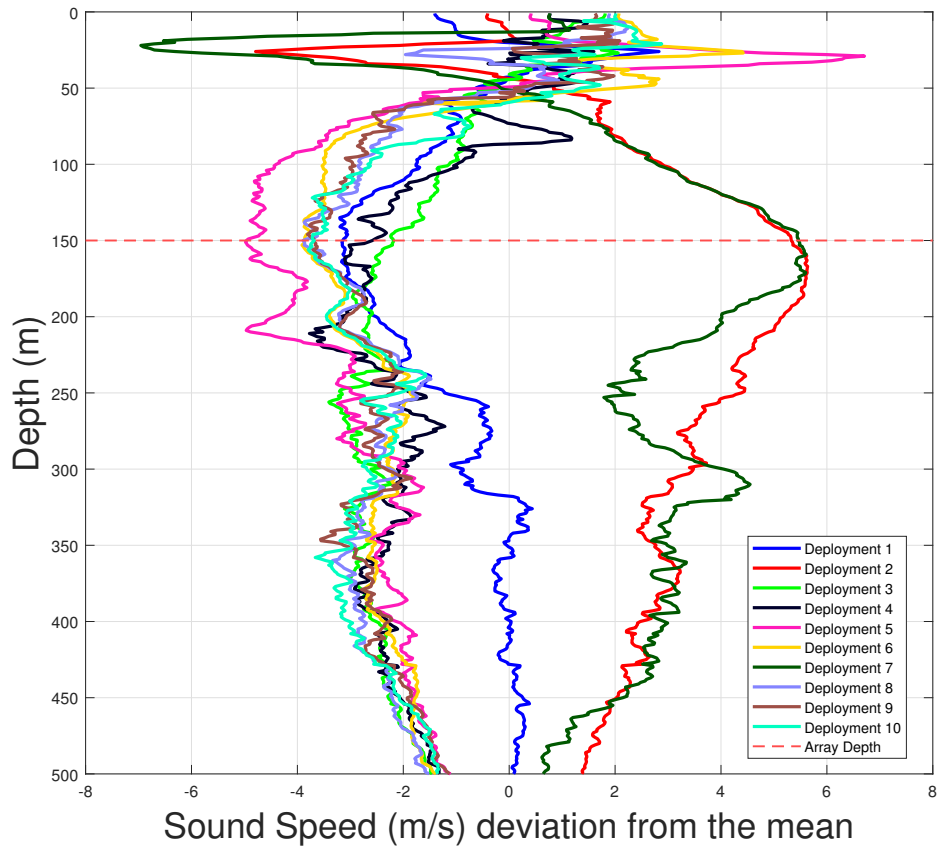 0
50
100
150
200
250
300
350
400
450
500
Depth (m)
-8
-6
-4
-2
0
2
4
6
8
Sound Speed (m/s) deviation from the mean
Deployment 1
Deployment 2
Deployment 3
Deployment 4
Deployment 5
Deployment 6
Deployment 7
Deployment 8
Deployment 9
Deployment 10
Array Depth